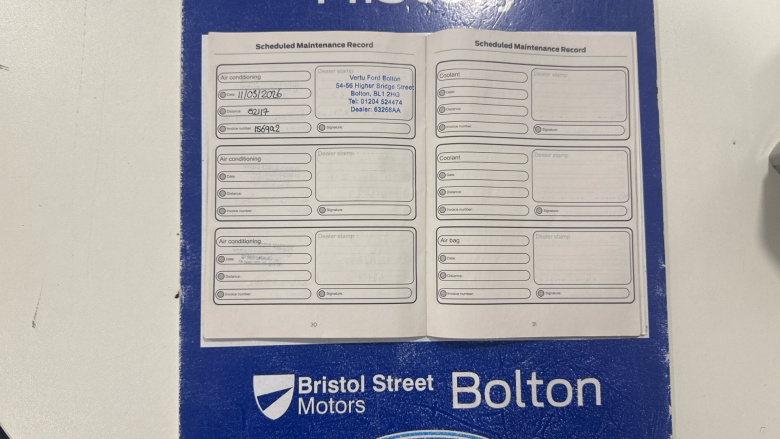 Scheduled Maintenance Record
Air conditioning
Date 11/05/2026
Distance 62117
Invoice number 156992
Dealer stamp
Vertu Ford Bolton
54-56 Higher Bridge Street
Bolton, BL1 2HG
Tel: 01204 524474
Dealer: 63266AA
Signature
Air conditioning
Date
Distance
Invoice number
Dealer stamp
Signature
Air conditioning
Date
Distance
Invoice number
Dealer stamp
Signature
30
Scheduled Maintenance Record
Coolant
Date
Distance
Invoice number
Dealer stamp
Signature
Coolant
Date
Distance
Invoice number
Dealer stamp
Signature
Air bag
Date
Distance
Invoice number
Dealer stamp
Signature
31
Bristol Street
Motors
Bolton